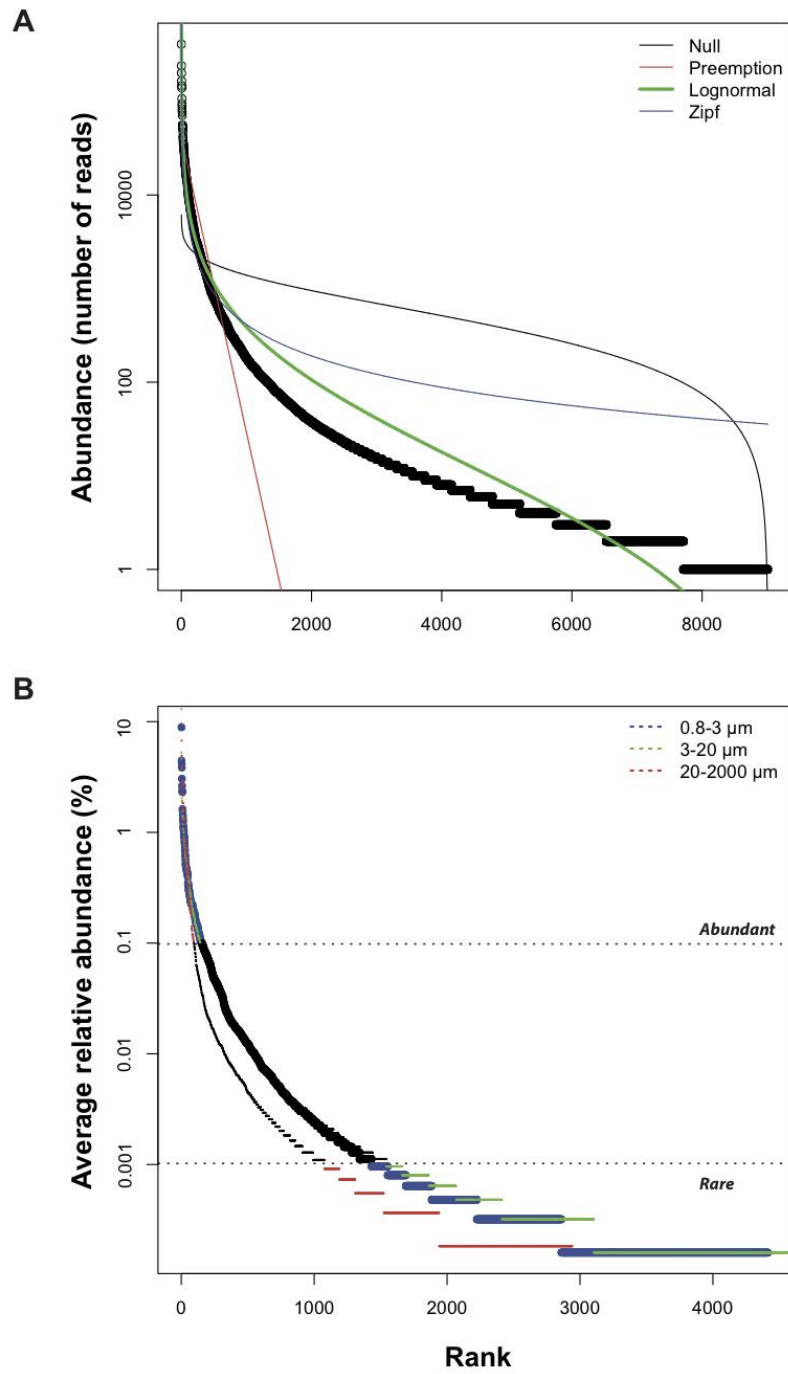 A
Null
Preemption
Lognormal
Zipf
Abundance (number of reads)
10000
100
1
0 2000 4000 6000 8000
B
0.8-3 µm
3-20 µm
20-2000 µm
Average relative abundance (%)
10
1
0.1
0.01
0.001
Abundant
Rare
0 1000 2000 3000 4000
Rank